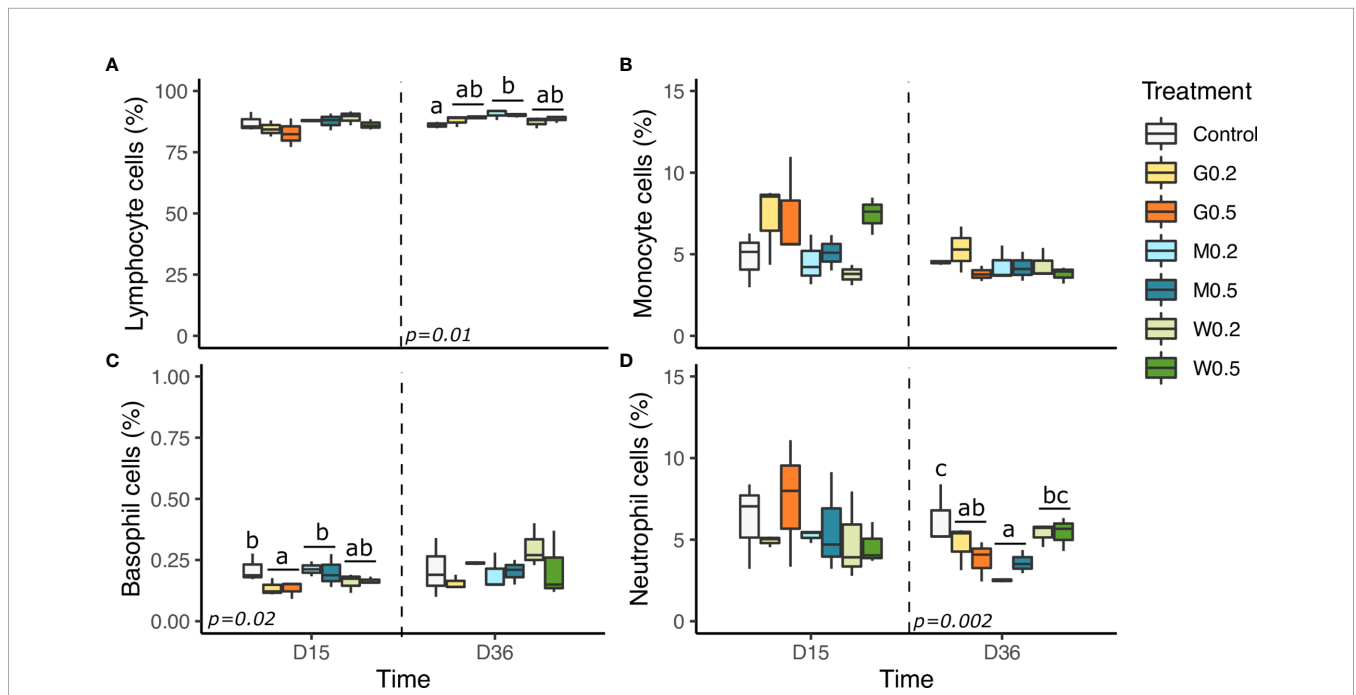 A
Lymphocyte cells (%)
100
75
50
25
0
a
ab
b
ab
p=0.01
B
Monocyte cells (%)
15
10
5
0
Treatment
Control
G0.2
G0.5
M0.2
M0.5
W0.2
W0.5
C
Basophil cells (%)
1.00
0.75
0.50
0.25
0.00
b
a
b
ab
p=0.02
D15
D36
Time
D
Neutrophil cells (%)
15
10
5
0
c
ab
a
bc
p=0.002
D15
D36
Time